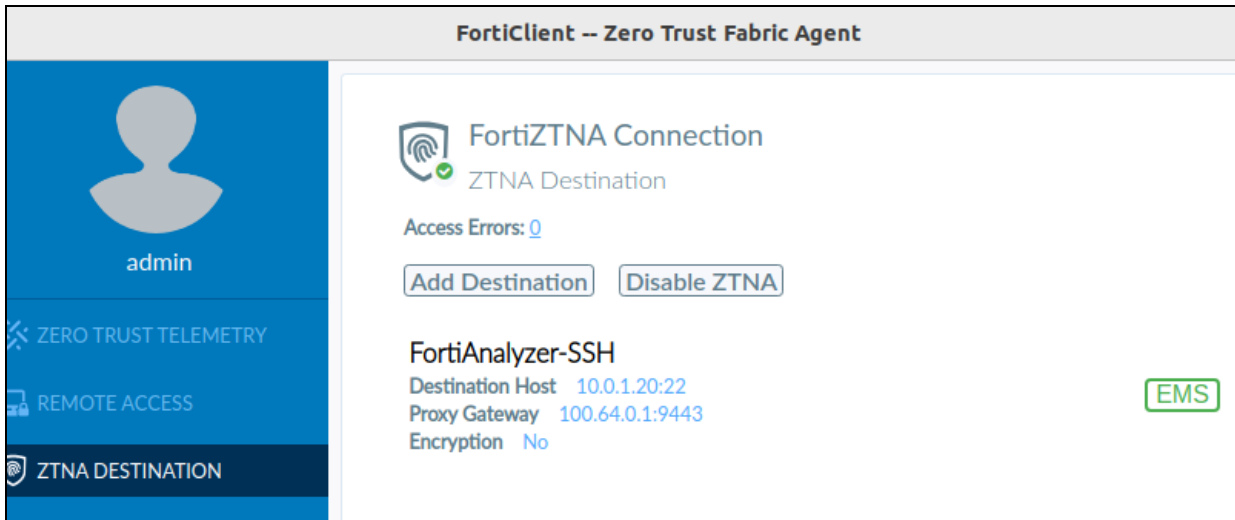 FortiClient -- Zero Trust Fabric Agent
admin
ZERO TRUST TELEMETRY
REMOTE ACCESS
ZTNA DESTINATION
FortiZTNA Connection
ZTNA Destination
Access Errors: 0
Add Destination Disable ZTNA
FortiAnalyzer-SSH
Destination Host 10.0.1.20:22
Proxy Gateway 100.64.0.1:9443
Encryption No
EMS